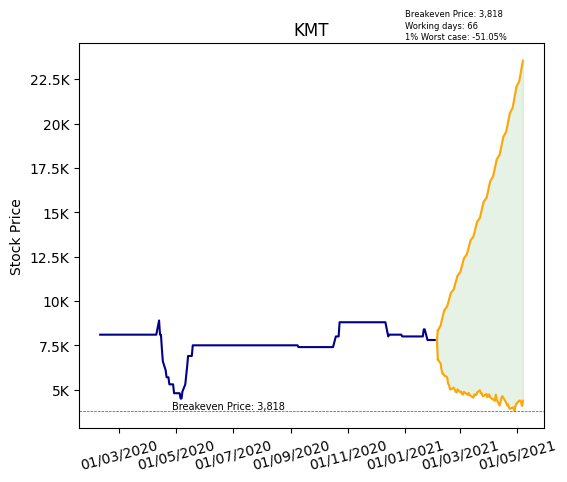 Breakeven Price: 3,818
Working days: 66
1% Worst case: -51.05%
KMT
Stock Price
22.5K
20K
17.5K
15K
12.5K
10K
7.5K
5K
Breakeven Price: 3,818
01/03/2020
01/05/2020
01/07/2020
01/09/2020
01/11/2020
01/01/2021
01/03/2021
01/05/2021